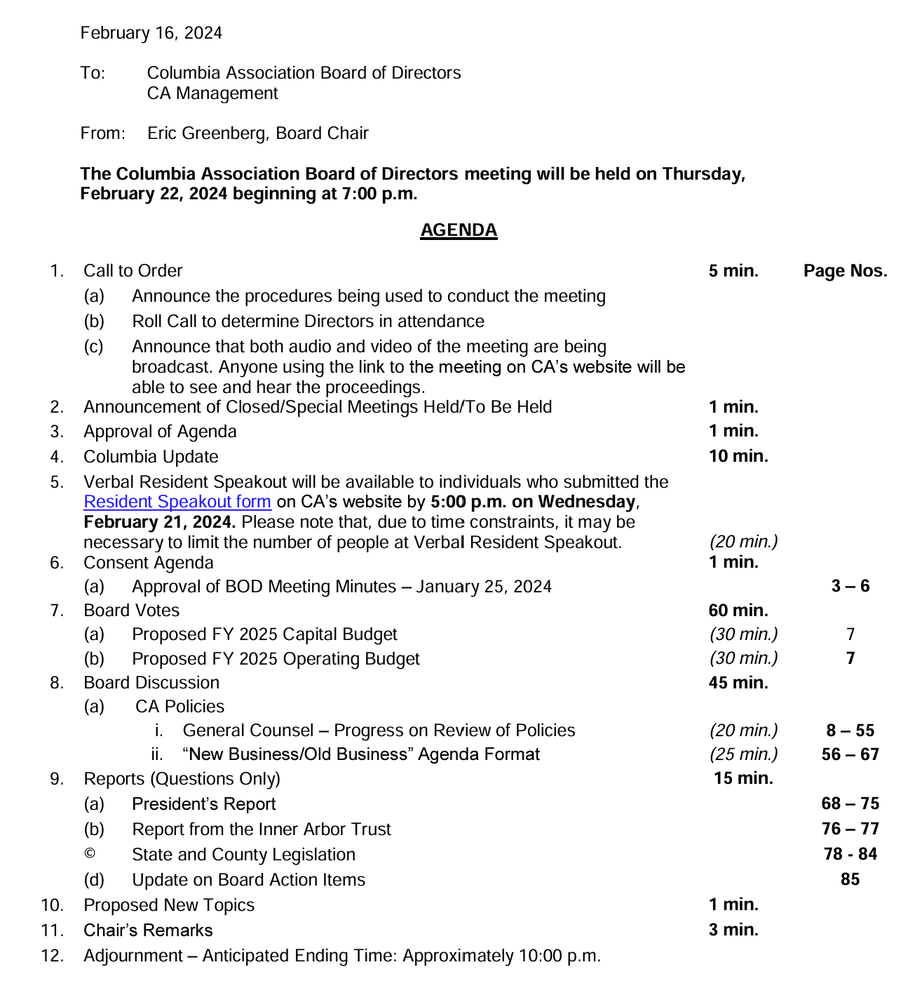 February 16, 2024
To: Columbia Association Board of Directors
CA Management
From: Eric Greenberg, Board Chair
The Columbia Association Board of Directors meeting will be held on Thursday,
February 22, 2024 beginning at 7:00 p.m.
AGENDA
1. Call to Order 5 min. Page Nos.
(a) Announce the procedures being used to conduct the meeting
(b) Roll Call to determine Directors in attendance
(c) Announce that both audio and video of the meeting are being
broadcast. Anyone using the link to the meeting on CA’s website will be
able to see and hear the proceedings.
2. Announcement of Closed/Special Meetings Held/To Be Held 1 min.
3. Approval of Agenda 1 min.
4. Columbia Update 10 min.
5. Verbal Resident Speakout will be available to individuals who submitted the
Resident Speakout form on CA’s website by 5:00 p.m. on Wednesday,
February 21, 2024. Please note that, due to time constraints, it may be
necessary to limit the number of people at Verbal Resident Speakout. (20 min.)
6. Consent Agenda 1 min.
(a) Approval of BOD Meeting Minutes – January 25, 2024 3 – 6
7. Board Votes 60 min.
(a) Proposed FY 2025 Capital Budget (30 min.) 7
(b) Proposed FY 2025 Operating Budget (30 min.) 7
8. Board Discussion 45 min.
(a) CA Policies
i. General Counsel – Progress on Review of Policies (20 min.) 8 – 55
ii. “New Business/Old Business” Agenda Format (25 min.) 56 – 67
9. Reports (Questions Only) 15 min.
(a) President’s Report 68 – 75
(b) Report from the Inner Arbor Trust 76 – 77
© State and County Legislation 78 - 84
(d) Update on Board Action Items 85
10. Proposed New Topics 1 min.
11. Chair’s Remarks 3 min.
12. Adjournment – Anticipated Ending Time: Approximately 10:00 p.m.